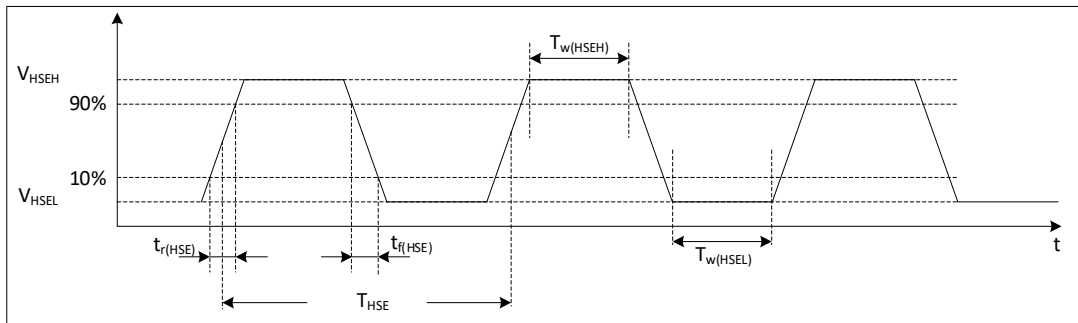 T_w(HSEH)
V_HSEH
90%
10%
V_HSEL
t_r(HSE)
t_f(HSE)
T_w(HSEL)
t
T_HSE